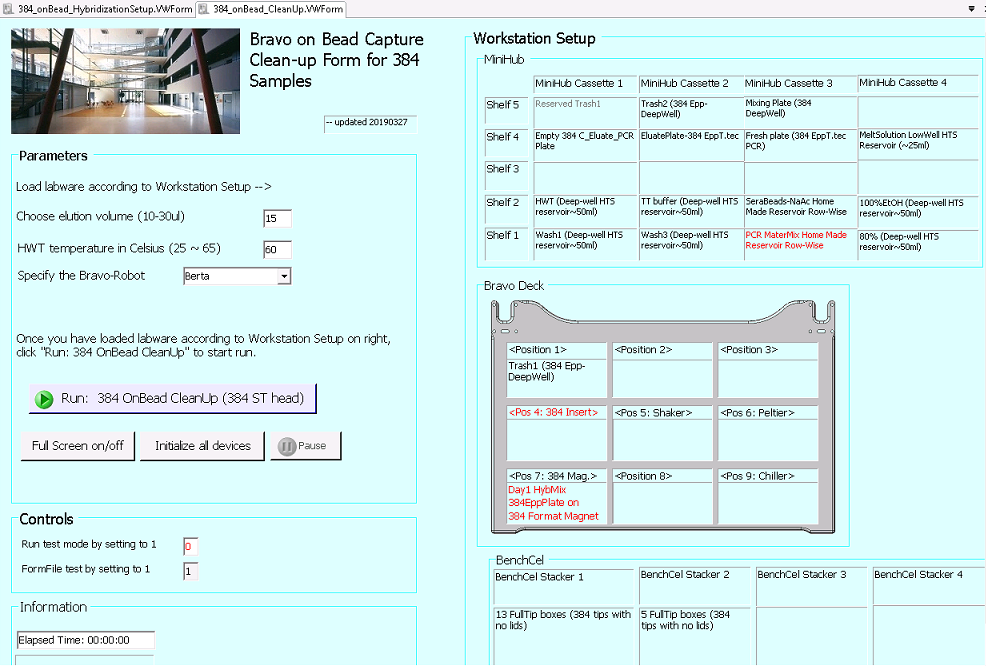 384_onBead_HybridizationSetup.VWForm
384_onBead_CleanUp.VWForm
Bravo on Bead Capture
Clean-up Form for 384
Samples
-- updated 20190327
Parameters
Load labware according to Workstation Setup -->
Choose elution volume (10-30ul)
15
HWT temperature in Celsius (25 ~ 65)
60
Specify the Bravo-Robot
Berta
Once you have loaded labware according to Workstation Setup on right,
click "Run: 384 OnBead CleanUp" to start run.
Run: 384 OnBead CleanUp (384 ST head)
Full Screen on/off
Initialize all devices
Pause
Controls
Run test mode by setting to 1
0
FormFile test by setting to 1
1
Information
Elapsed Time: 00:00:00
Workstation Setup
MiniHub
MiniHub Cassette 1
MiniHub Cassette 2
MiniHub Cassette 3
MiniHub Cassette 4
Shelf 5
Reserved Trash1
Trash2 (384 Epp-
DeepWell)
Mixing Plate (384
DeepWell)
Shelf 4
Empty 384 C_Eluate_PCR
Plate
EluatePlate-384 EppT.tec
Fresh plate (384 EppT.tec
PCR)
MeltSolution LowWell HTS
Reservoir (~25ml)
Shelf 3
Shelf 2
HWT (Deep-well HTS
reservoir~50ml)
TT buffer (Deep-well HTS
reservoir~50ml)
SeraBeads-NaAc Home
Made Reservoir Row-Wise
100%EtOH (Deep-well HTS
reservoir~50ml)
Shelf 1
Wash1 (Deep-well HTS
reservoir~50ml)
Wash3 (Deep-well HTS
reservoir~50ml)
PCR MaterMix Home Made
Reservoir Row-Wise
80% (Deep-well HTS
reservoir~50ml)
Bravo Deck
<Position 1>
Trash1 (384 Epp-
DeepWell)
<Position 2>
<Position 3>
<Pos 4: 384 Insert>
<Pos 5: Shaker>
<Pos 6: Peltier>
<Pos 7: 384 Mag.>
Day1 HybMix
384EppPlate on
384 Format Magnet
<Position 8>
<Pos 9: Chiller>
BenchCel
BenchCel Stacker 1
BenchCel Stacker 2
BenchCel Stacker 3
BenchCel Stacker 4
13 FullTip boxes (384 tips with
no lids)
5 FullTip boxes (384
tips with no lids)